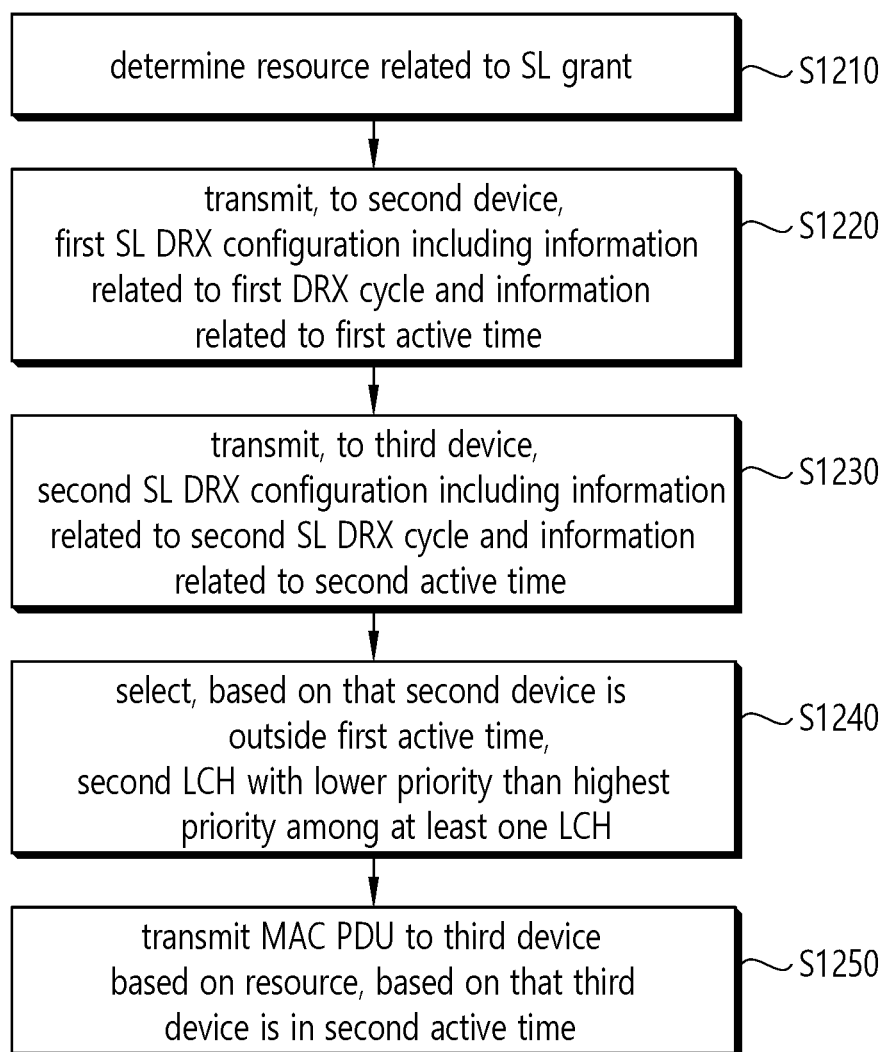 determine resource related to SL grant
S1210
transmit, to second device,
first SL DRX configuration including information
related to first DRX cycle and information
related to first active time
S1220
transmit, to third device,
second SL DRX configuration including information
related to second SL DRX cycle and information
related to second active time
S1230
select, based on that second device is
outside first active time,
second LCH with lower priority than highest
priority among at least one LCH
S1240
transmit MAC PDU to third device
based on resource, based on that third
device is in second active time
S1250